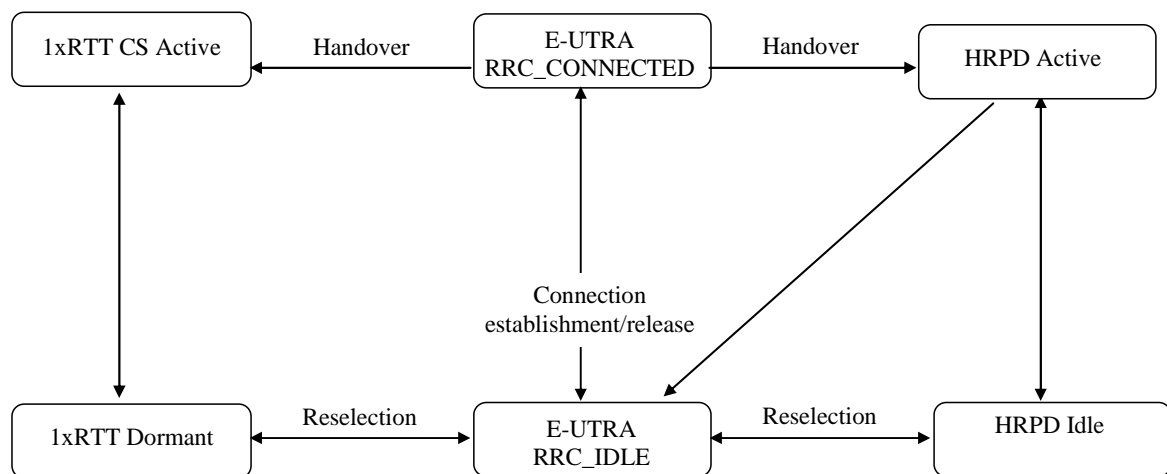 1xRTT CS Active
Handover
E-UTRA
RRC_CONNECTED
Handover
HRPD Active
Connection
establishment/release
1xRTT Dormant
Reselection
E-UTRA
RRC_IDLE
Reselection
HRPD Idle